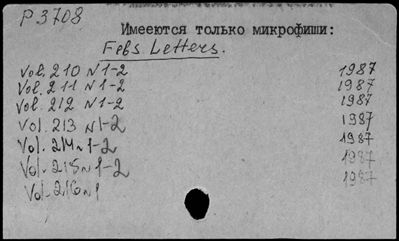 P 3708
Имеются только микрофиши:
Febs Letters.
Vol. 210 N 1-2 1987
Vol. 211 N 1-2 1987
Vol. 212 N 1-2 1987
Vol. 213 N 1-2 1987
Vol. 214 N 1-2 1987
Vol. 215 N 1-2 1987
Vol. 216 N 1 1987